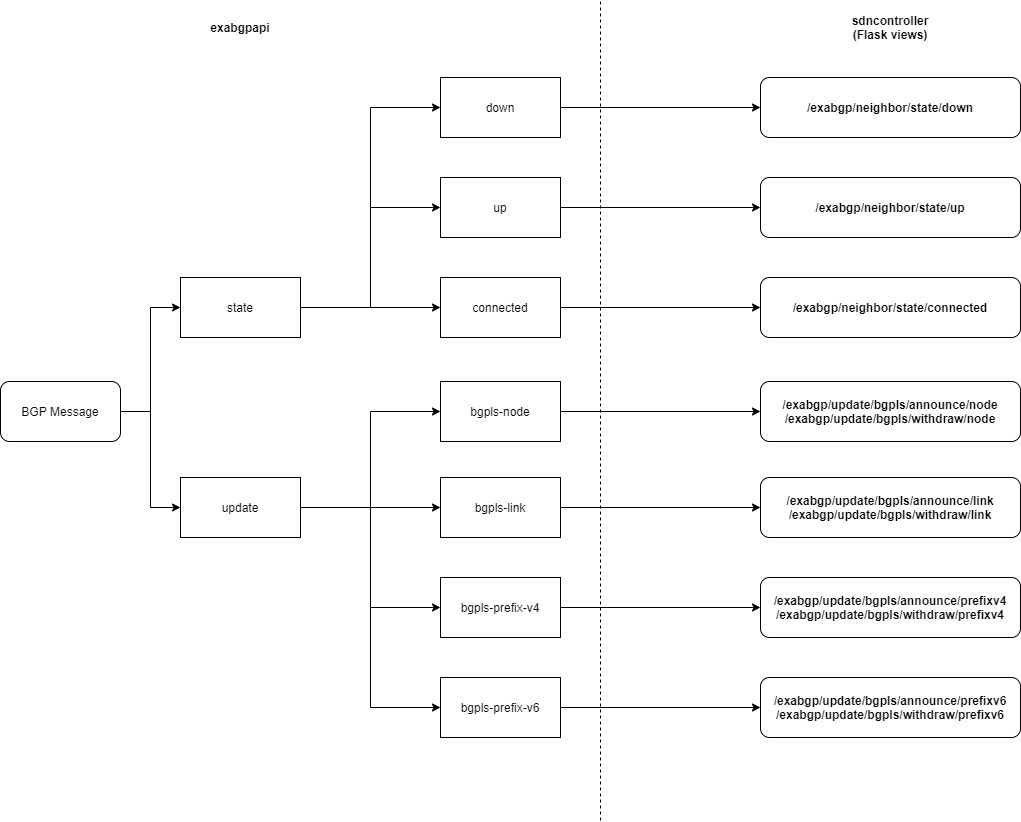 exabgpapi
sdncontroller
(Flask views)
down
/exabgp/neighbor/state/down
up
/exabgp/neighbor/state/up
state
connected
/exabgp/neighbor/state/connected
BGP Message
bgpls-node
/exabgp/update/bgpls/announce/node
/exabgp/update/bgpls/withdraw/node
update
bgpls-link
/exabgp/update/bgpls/announce/link
/exabgp/update/bgpls/withdraw/link
bgpls-prefix-v4
/exabgp/update/bgpls/announce/prefixv4
/exabgp/update/bgpls/withdraw/prefixv4
bgpls-prefix-v6
/exabgp/update/bgpls/announce/prefixv6
/exabgp/update/bgpls/withdraw/prefixv6